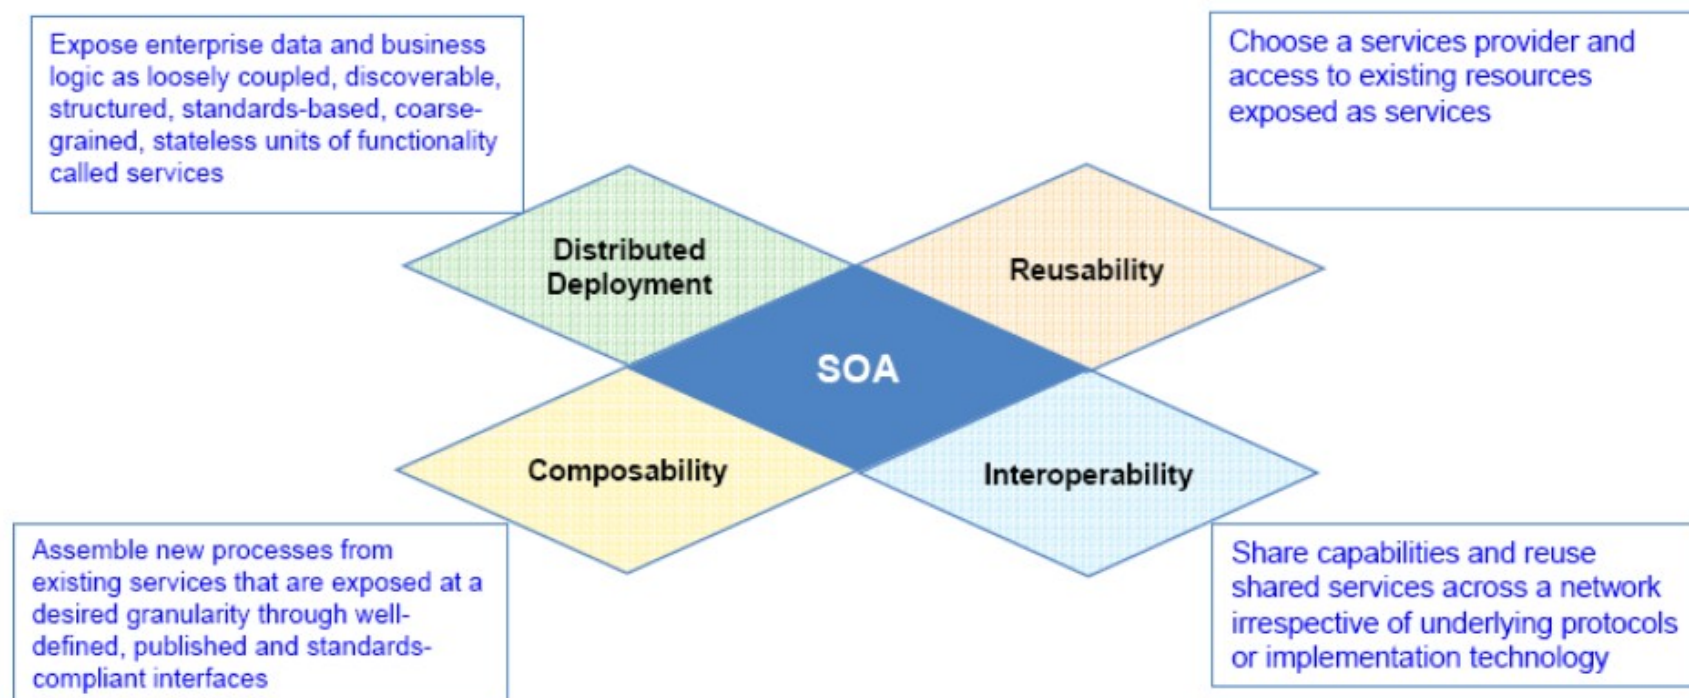 Expose enterprise data and business
logic as loosely coupled, discoverable,
structured, standards-based, coarse-
grained, stateless units of functionality
called services
Choose a services provider and
access to existing resources
exposed as services
Distributed
Deployment
Reusability
SOA
Composability
Interoperability
Assemble new processes from
existing services that are exposed at a
desired granularity through well-
defined, published and standards-
compliant interfaces
Share capabilities and reuse
shared services across a network
irrespective of underlying protocols
or implementation technology